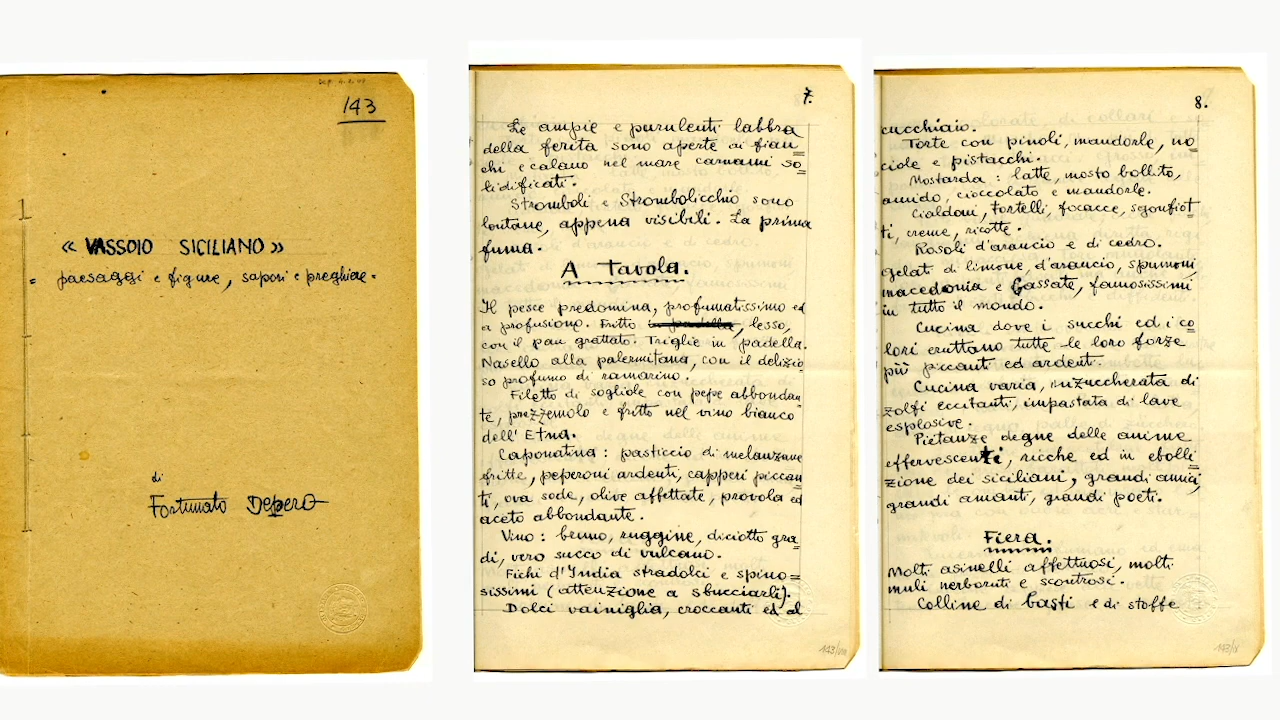 143
« VASSOIO SICILIANO »
= paesaggi e figure, sapori e preghiere =
di
Fortunato Depero
7.
Le ampie e purulenti labbra
della ferita sono aperte ai fian=
chi e calano nel mare carnami so=
lidificati.
Stromboli e Strombolicchio sono
lontane, appena visibili. La prima
fuma.
A Tavola.
Il pesce predomina, profumatissimo ed
a profusione. Fritto in padella, lesso,
con il pan grattato. Triglie in padella.
Nasello alla palermitana, con il delizio=
so profumo di ramarino.
Filetto di sogliole con pepe abbondan=
te, prezzemolo e fritto nel vino bianco
dell'Etna.
Caponatina: pasticcio di melanzane
fritte, peperoni ardenti, capperi piccan=
ti, ova sode, olive affettate, provola ed
aceto abbondante.
Vino: bruno, ruggine, diciotto gra=
di, vero succo di vulcano.
Fichi d'India stradolci e spino=
sissimi (attenzione a sbucciarli).
Dolci vainiglia, croccanti ed al
143/VIII
8.
cucchiaio.
Torte con pinoli, mandorle, no=
ciole e pistacchi.
Mostarda: latte, mosto bollito,
amido, cioccolato e mandorle.
Cialdoni, tortelli, focacce, sgonfiot=
ti, creme, ricotte.
Rosoli d'arancio e di cedro.
Gelati di limone, d'arancio, spumoni
macedonia e Cassate, famosissimi
in tutto il mondo.
Cucina dove i succhi ed i co=
lori eruttano tutte le loro forze
più piccanti ed ardenti.
Cucina varia, inzuccherata di
zolfi eccitanti, impastata di lave
esplosive.
Pietanze degne delle anime
effervescenti, ricche ed in ebolli=
zione dei siciliani, grandi amici,
grandi amanti, grandi poeti.
Fiera.
Molti asinelli affettuosi, molti
muli nerboruti e scontrosi.
Colline di basti e di stoffe
143/IX